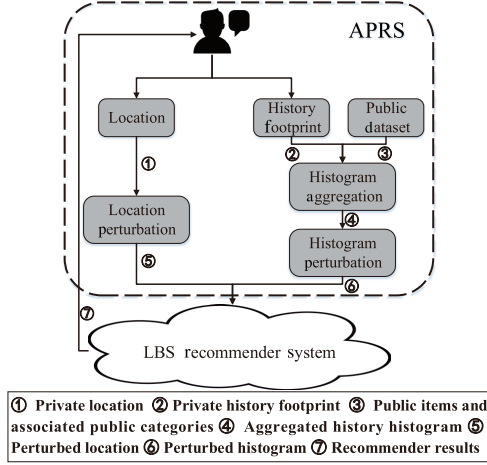 APRS
Location
History
footprint
Public
dataset
①
②
③
Histogram
aggregation
Location
perturbation
④
Histogram
perturbation
⑤
⑥
⑦
LBS recommender system
① Private location ② Private history footprint ③ Public items and
associated public categories ④ Aggregated history histogram ⑤
Perturbed location ⑥ Perturbed histogram ⑦ Recommender results